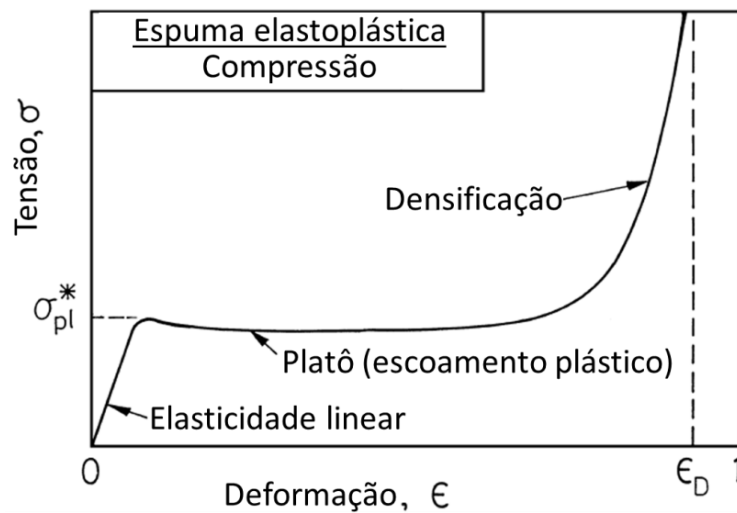 Espuma elastoplástica
Compressão
Tensão, σ
Densificação
σ*pl
Platô (escoamento plástico)
Elasticidade linear
0
ϵD
1
Deformação, ϵ